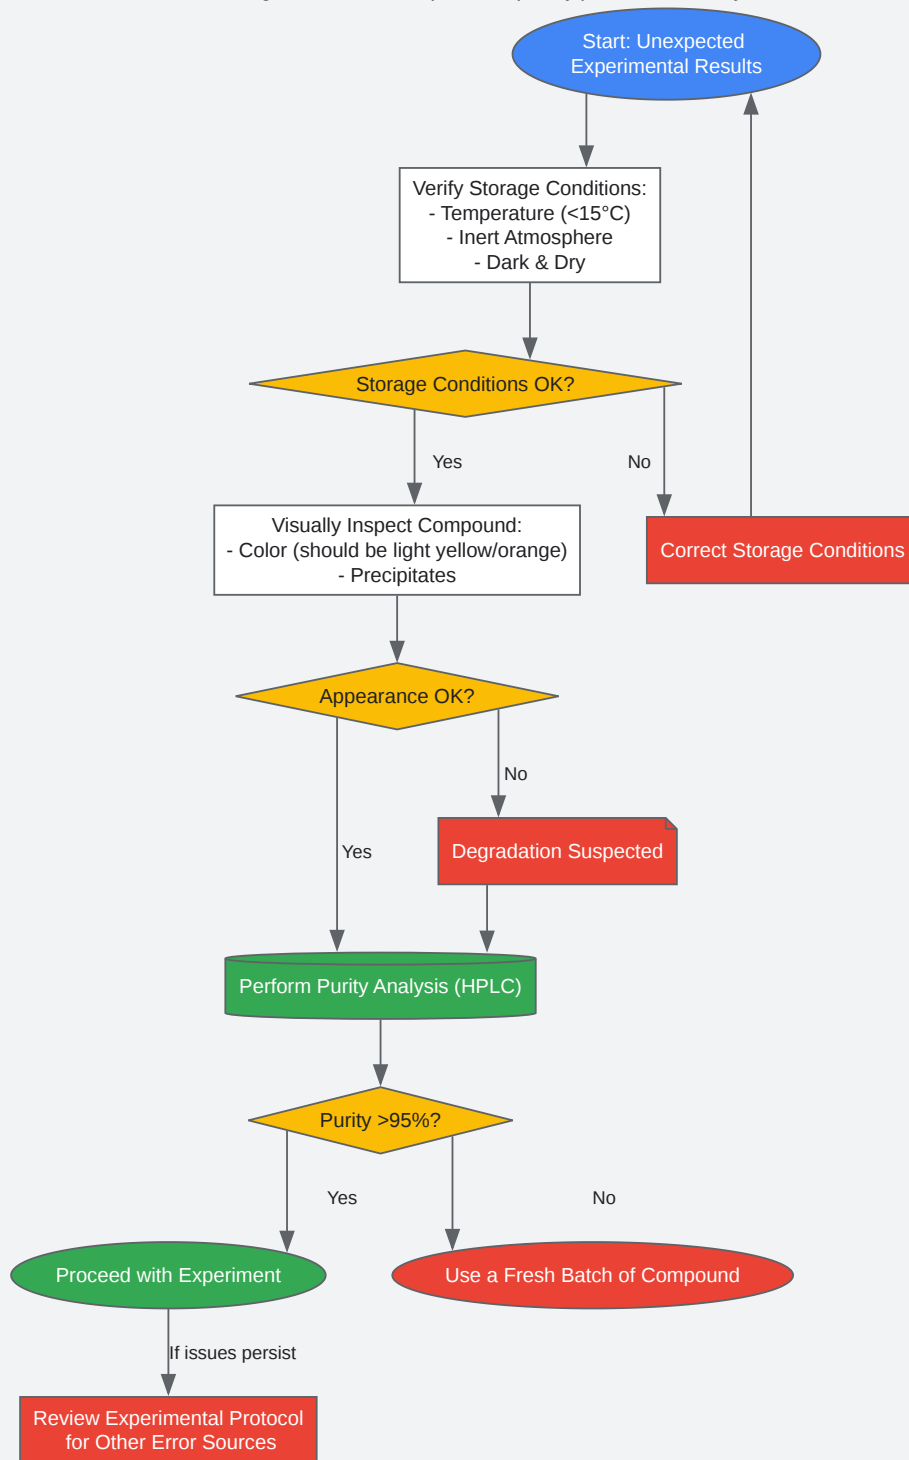 Start: Unexpected
Experimental Results
Verify Storage Conditions:
- Temperature (<15°C)
- Inert Atmosphere
- Dark & Dry
Storage Conditions OK?
Yes
No
Visually Inspect Compound:
- Color (should be light yellow/orange)
- Precipitates
Correct Storage Conditions
Appearance OK?
No
Yes
Degradation Suspected
Perform Purity Analysis (HPLC)
Purity >95%?
Yes
No
Proceed with Experiment
Use a Fresh Batch of Compound
If issues persist
Review Experimental Protocol
for Other Error Sources